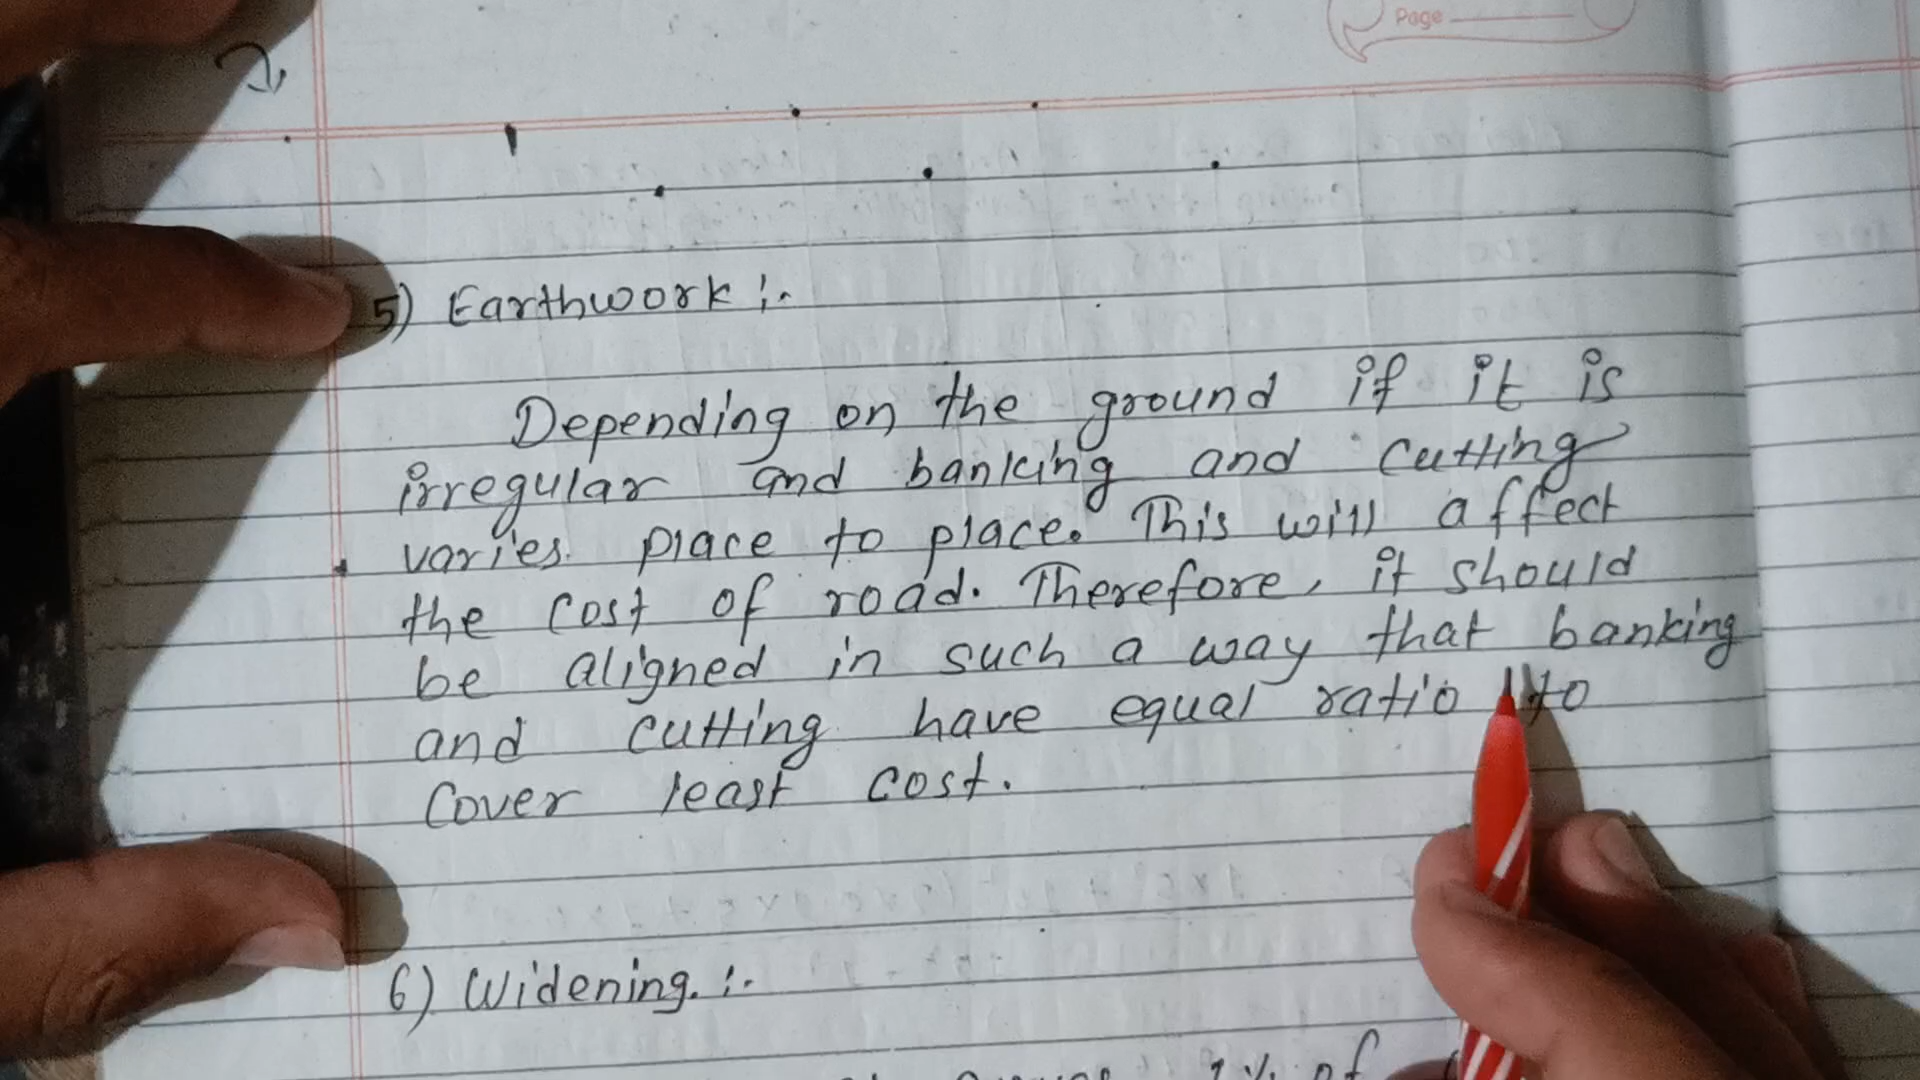 Page
5) Earthwork :-
Depending on the ground if it is
irregular and banking and cutting
varies place to place. This will affect
the cost of road. Therefore, it should
be aligned in such a way that banking
and cutting have equal ratio to
cover least cost.
6) Widening. :-
1% of